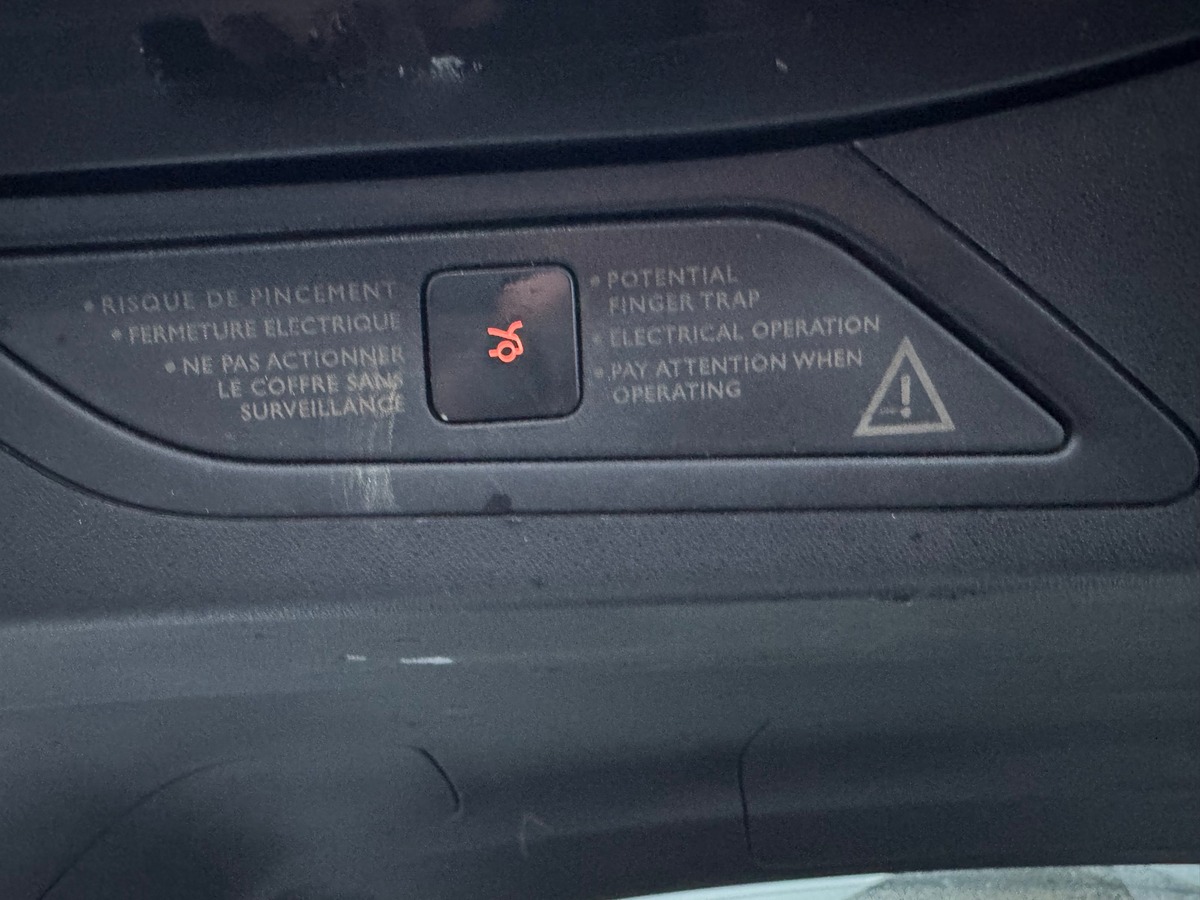 • RISQUE DE PINCEMENT
• FERMETURE ELECTRIQUE
• NE PAS ACTIONNER
LE COFFRE SANS
SURVEILLANCE
• POTENTIAL
FINGER TRAP
• ELECTRICAL OPERATION
• PAY ATTENTION WHEN
OPERATING